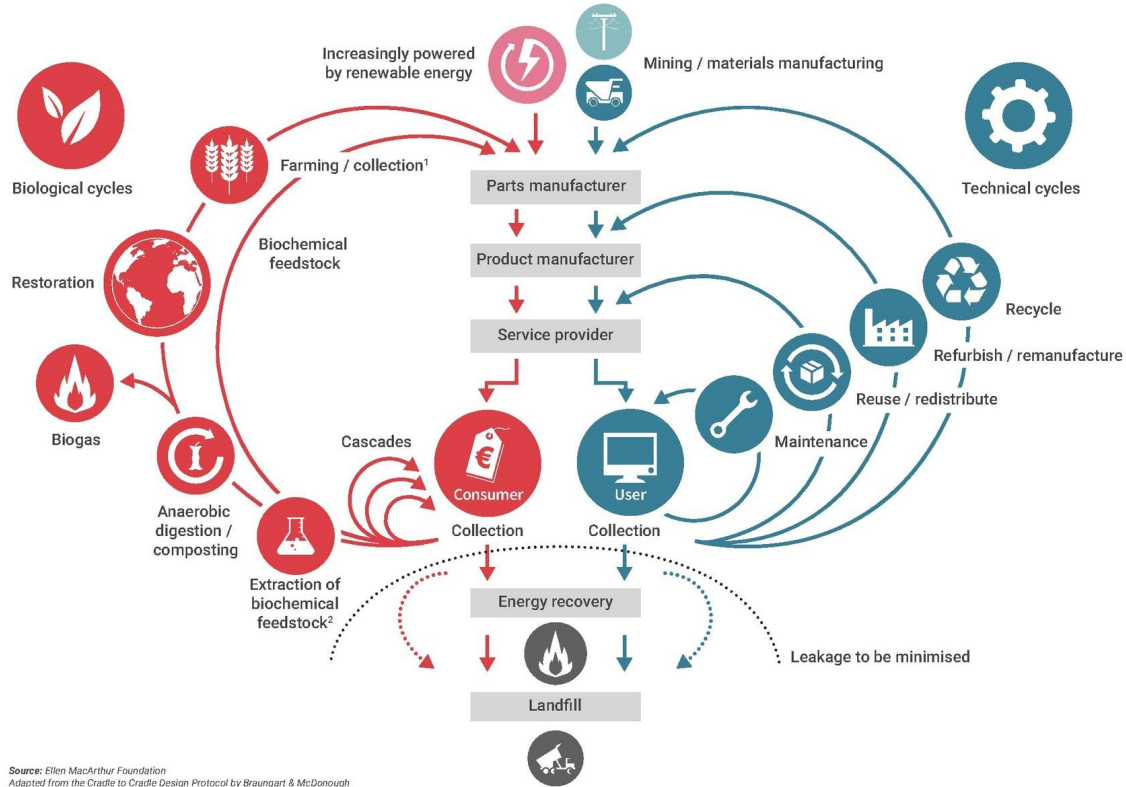 Increasingly powered
by renewable energy
Mining / materials manufacturing
Biological cycles
Technical cycles
Farming / collection¹
Parts manufacturer
Biochemical
feedstock
Product manufacturer
Restoration
Recycle
Service provider
Refurbish / remanufacture
Reuse / redistribute
Biogas
Cascades
Maintenance
€
Consumer
User
Anaerobic
digestion /
composting
Collection
Collection
Extraction of
biochemical
feedstock²
Energy recovery
Leakage to be minimised
Landfill
Source: Ellen MacArthur Foundation
Adapted from the Cradle to Cradle Design Protocol by Braungart & McDonough